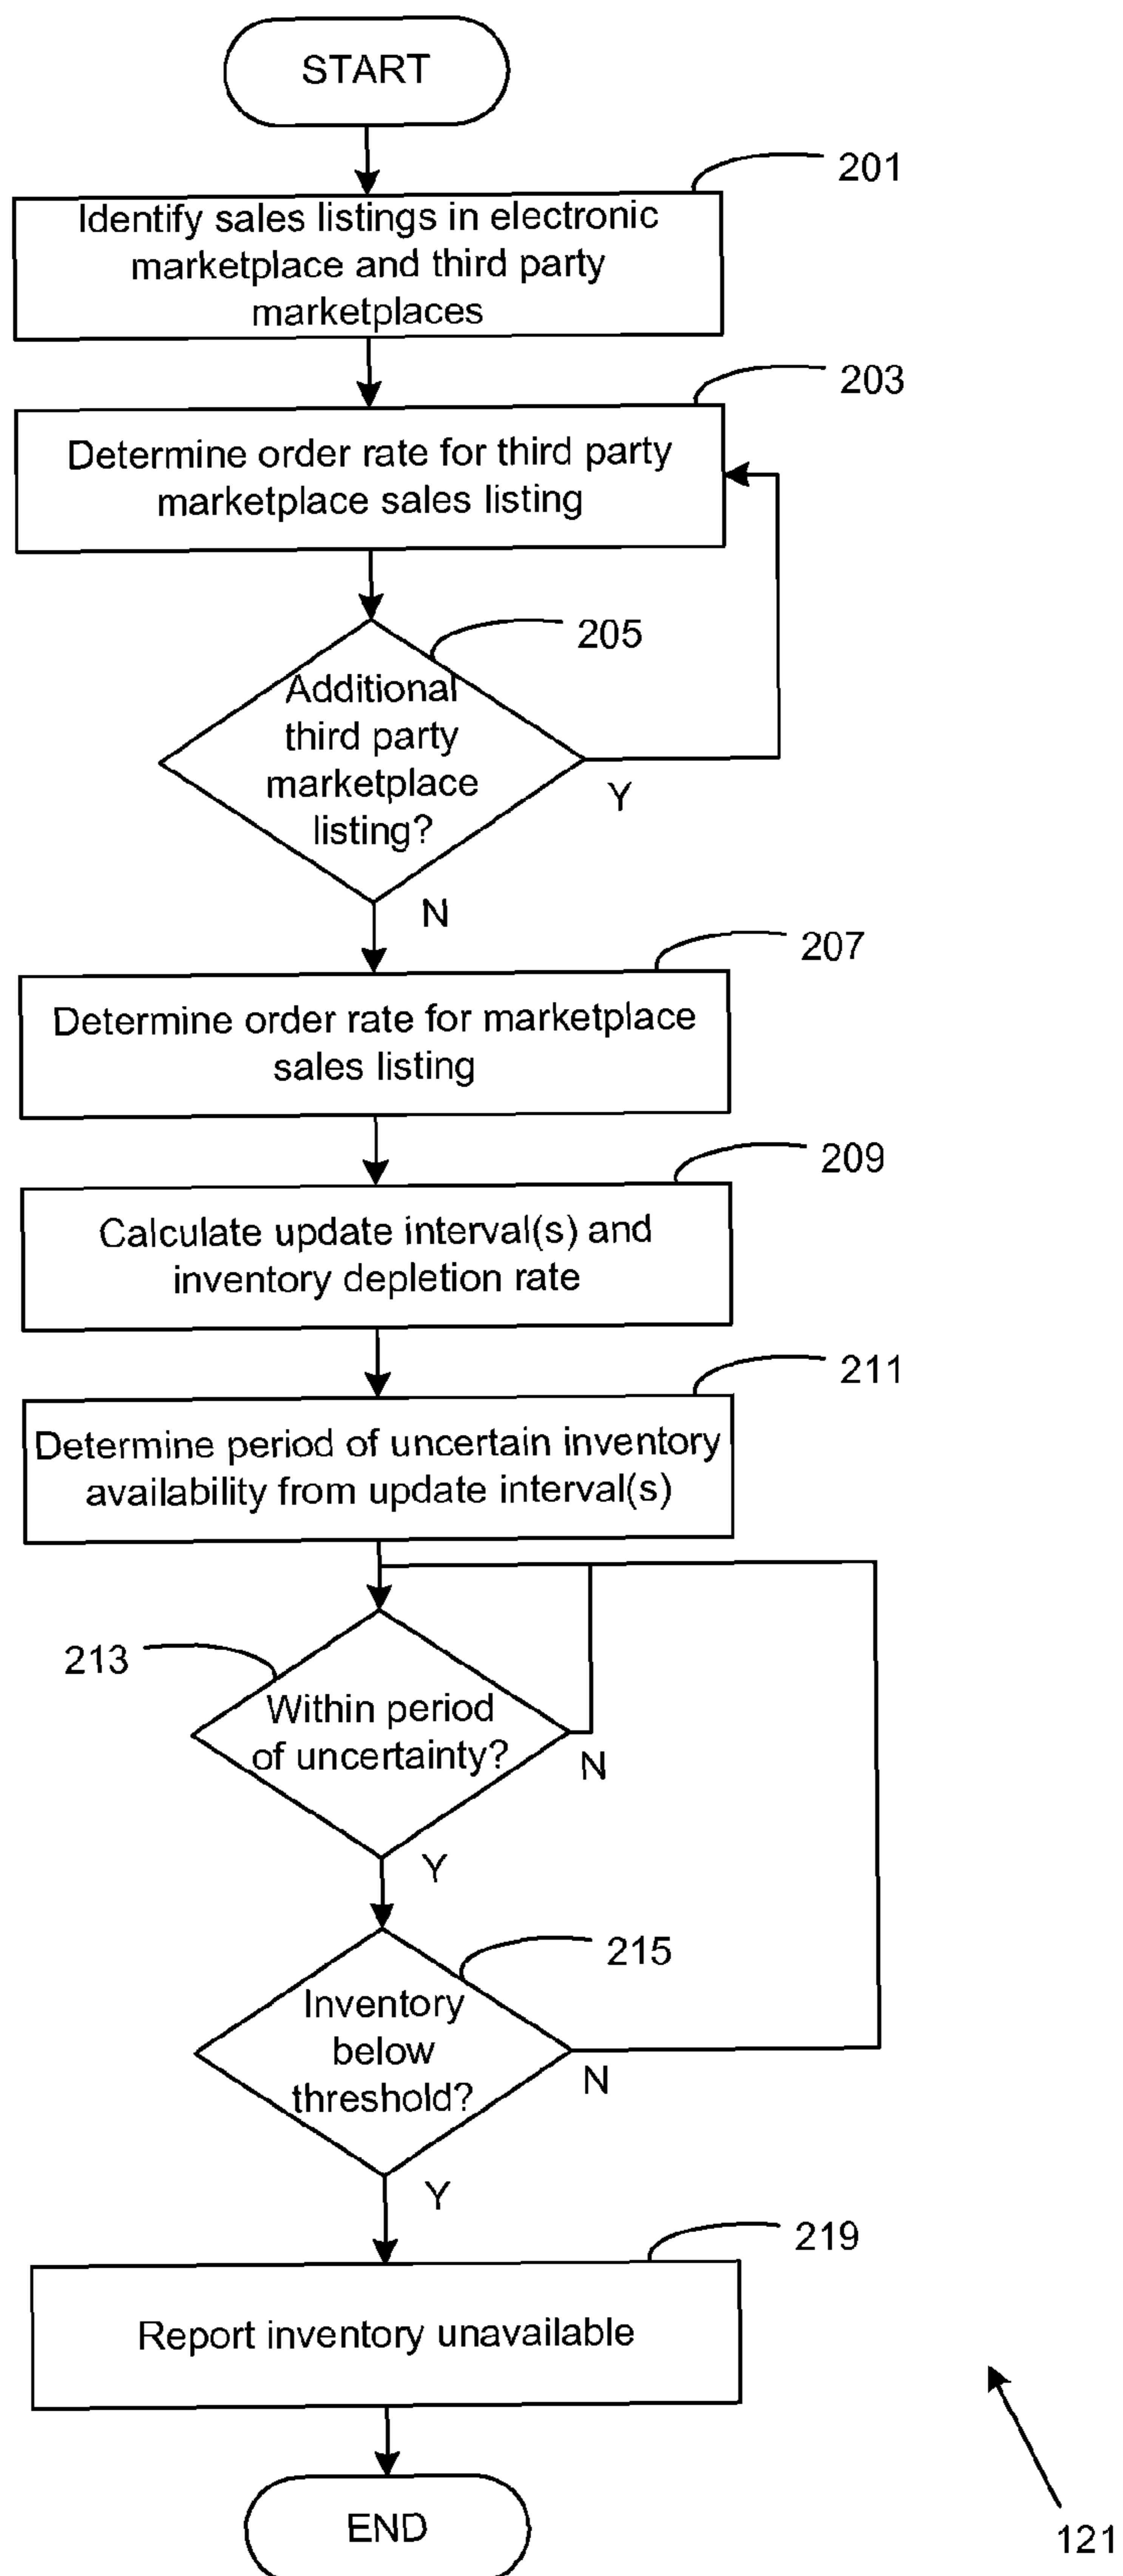 START
201
Identify sales listings in electronic
marketplace and third party
marketplaces
203
Determine order rate for third party
marketplace sales listing
205
Additional
third party
marketplace
listing?
Y
N
207
Determine order rate for marketplace
sales listing
209
Calculate update interval(s) and
inventory depletion rate
211
Determine period of uncertain inventory
availability from update interval(s)
213
Within period
of uncertainty?
N
Y
215
Inventory
below
threshold?
N
Y
219
Report inventory unavailable
END
121